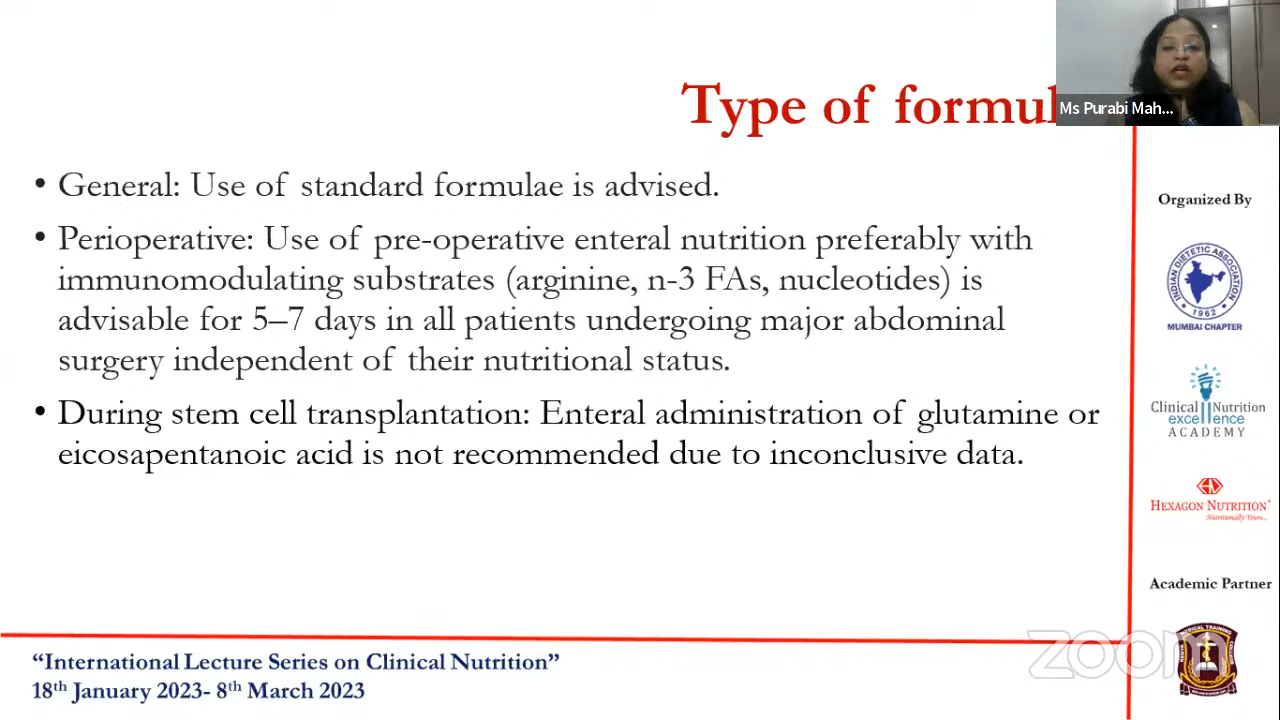 Type of formul
Ms Purabi Mah...
• General: Use of standard formulae is advised.
• Perioperative: Use of pre-operative enteral nutrition preferably with
immunomodulating substrates (arginine, n-3 FAs, nucleotides) is
advisable for 5–7 days in all patients undergoing major abdominal
surgery independent of their nutritional status.
• During stem cell transplantation: Enteral administration of glutamine or
eicosapentanoic acid is not recommended due to inconclusive data.
Organized By
INDIAN DIETETIC ASSOCIATION
1962
MUMBAI CHAPTER
Clinical Nutrition
excellence
ACADEMY
HEXAGON NUTRITION
Nutritionally Yours...
Academic Partner
MEDICAL TRAINING
zoom
“International Lecture Series on Clinical Nutrition”
18th January 2023- 8th March 2023